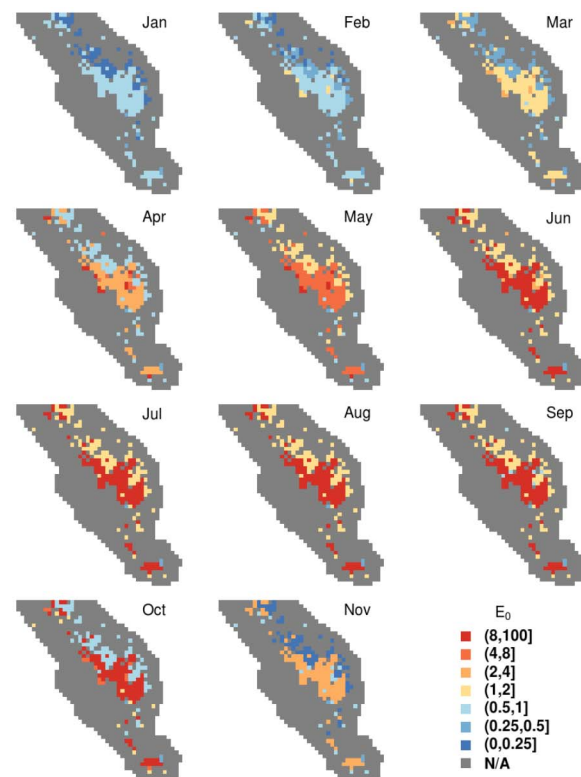 Jan
Feb
Mar
Apr
May
Jun
Jul
Aug
Sep
Oct
Nov
E0
(8,100]
(4,8]
(2,4]
(1,2]
(0.5,1]
(0.25,0.5]
(0,0.25]
N/A